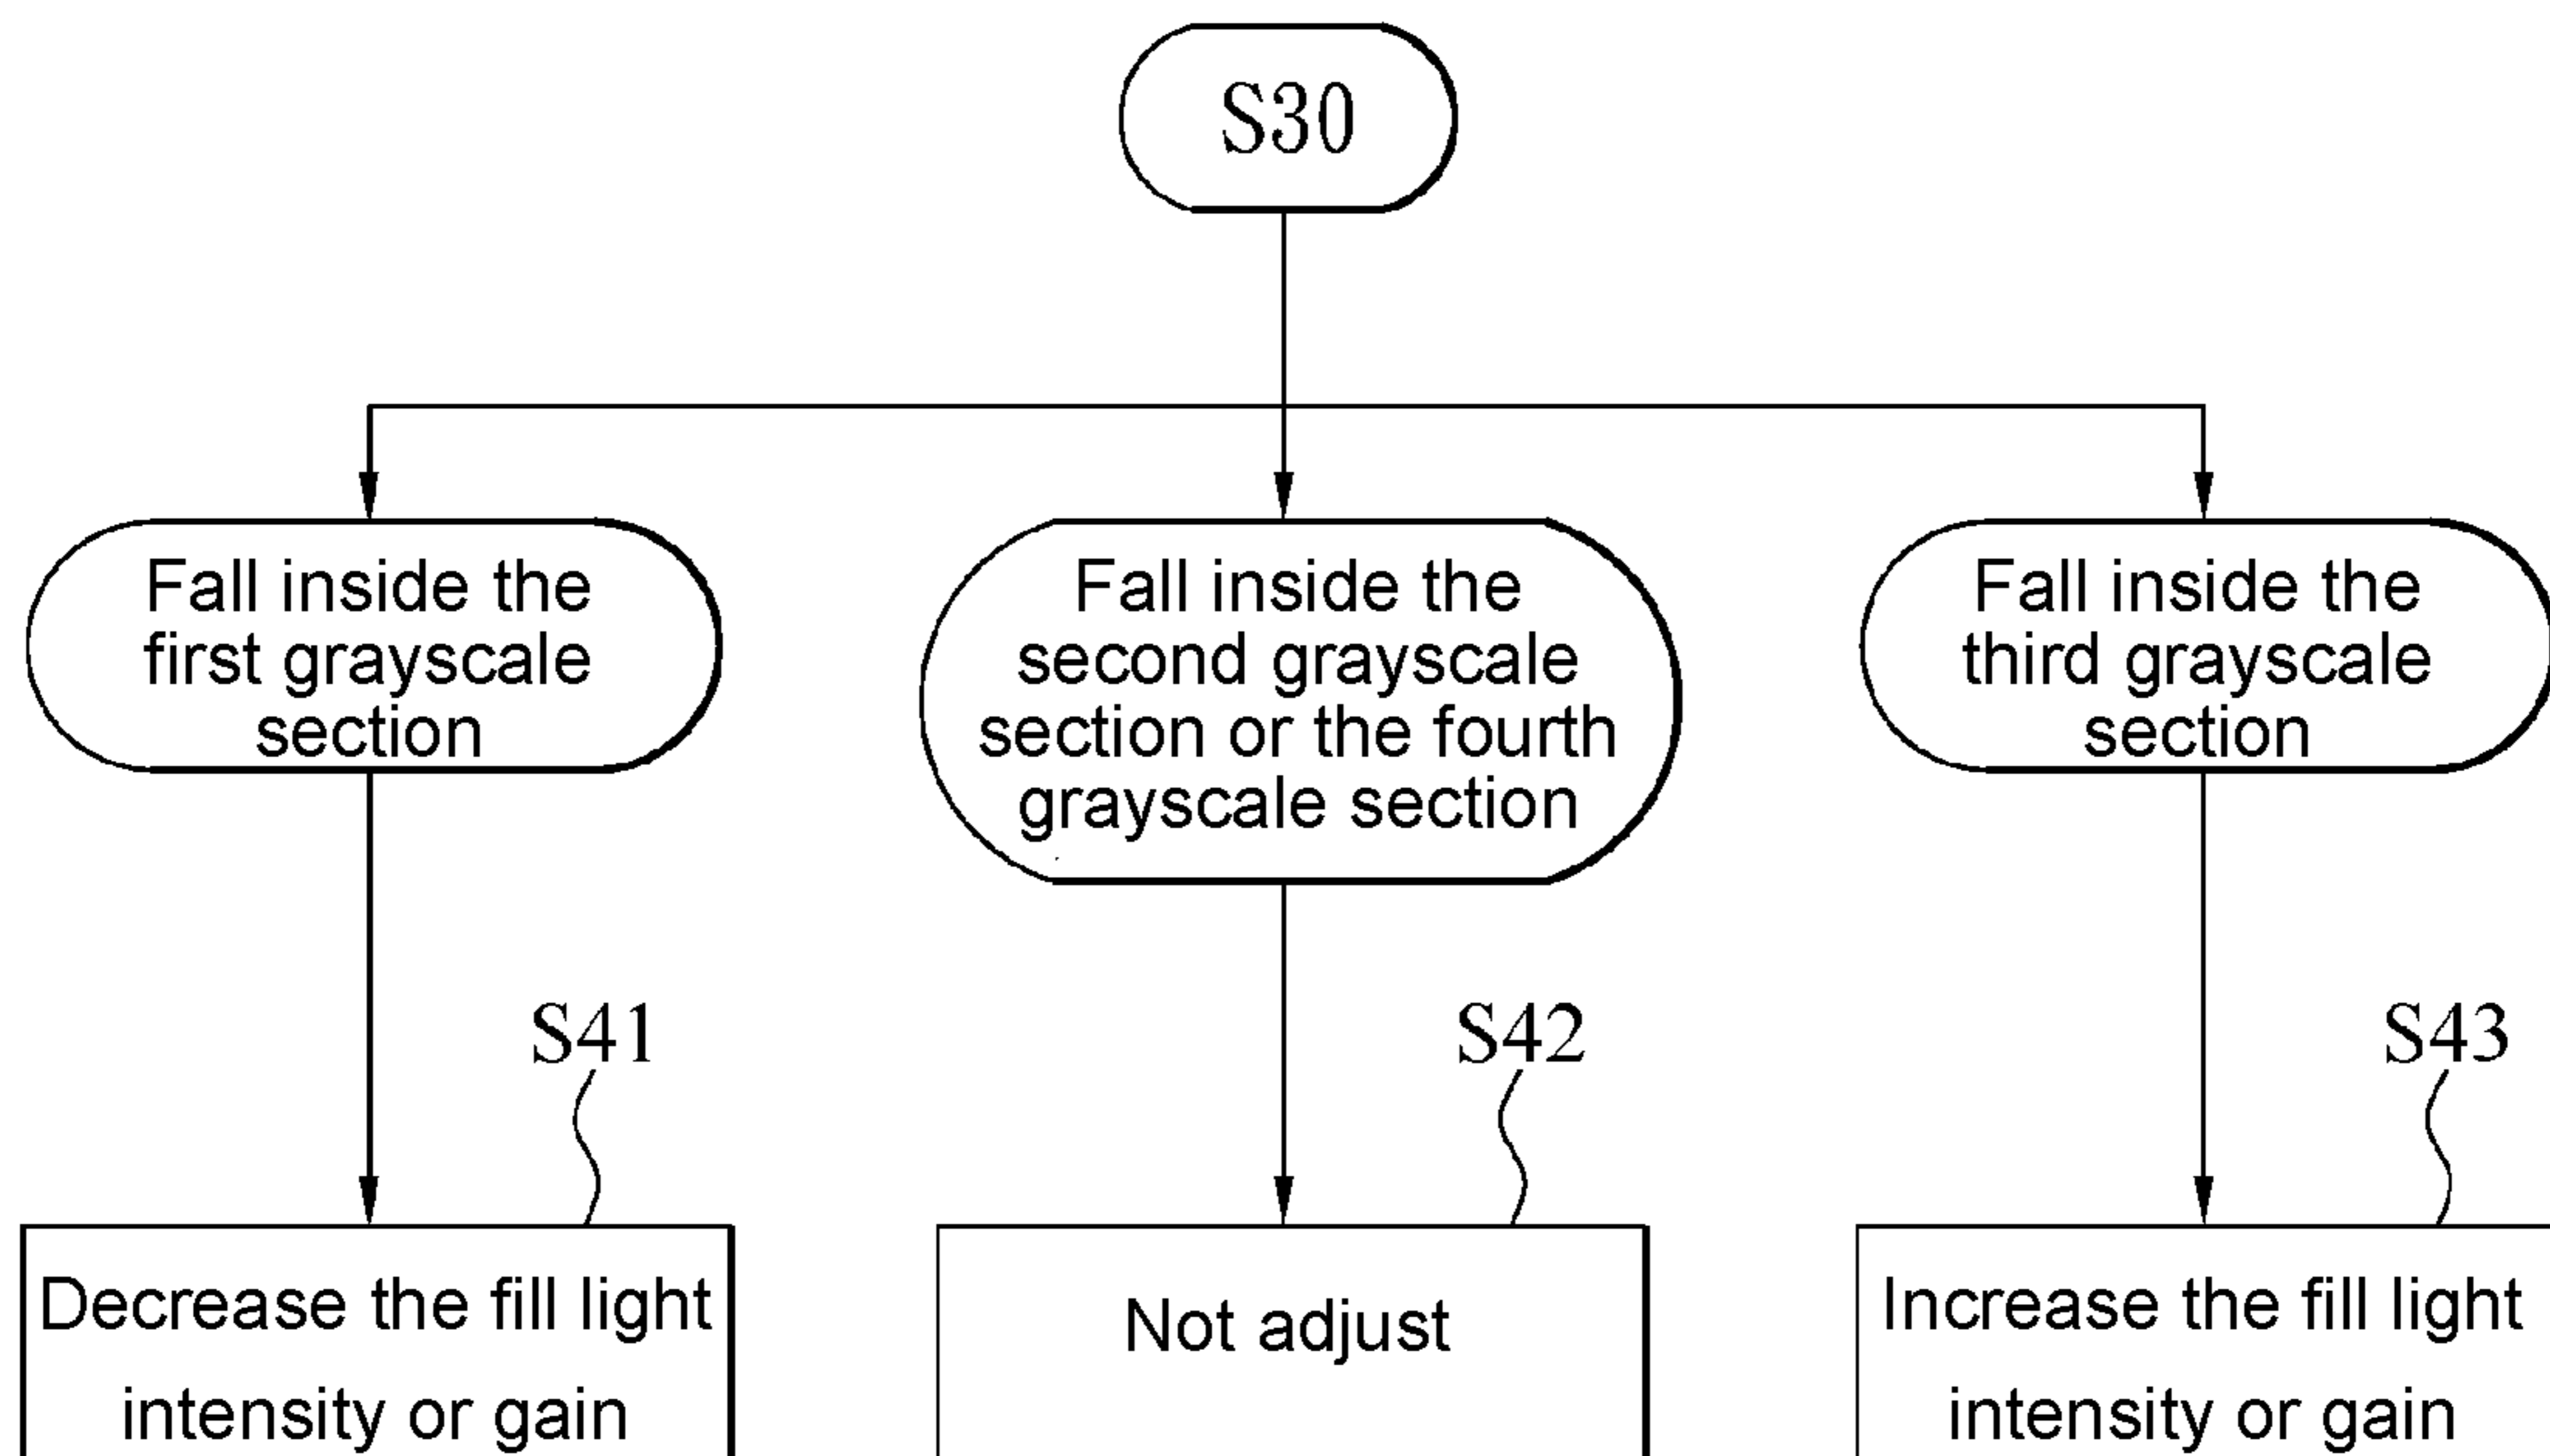 S30
Fall inside the
first grayscale
section
Fall inside the
second grayscale
section or the fourth
grayscale section
Fall inside the
third grayscale
section
S41
S42
S43
Decrease the fill light
intensity or gain
Not adjust
Increase the fill light
intensity or gain